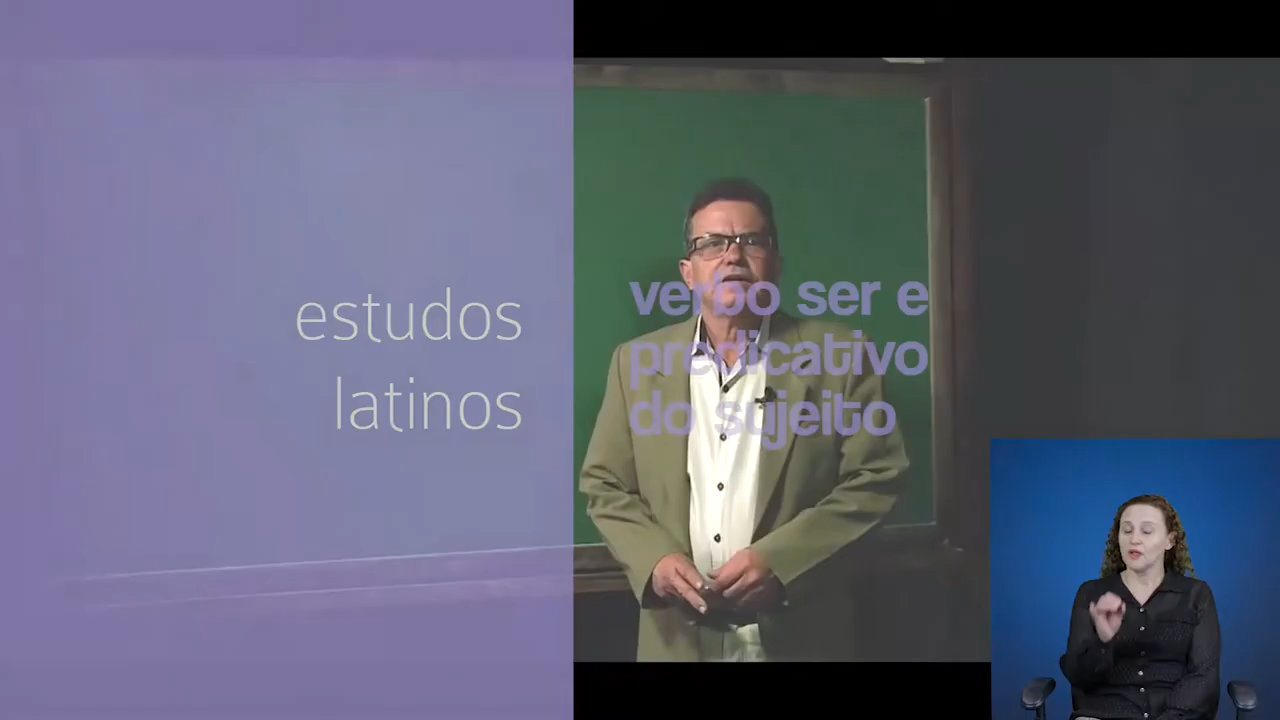 estudos
latinos
verbo ser e
predicativo
do sujeito